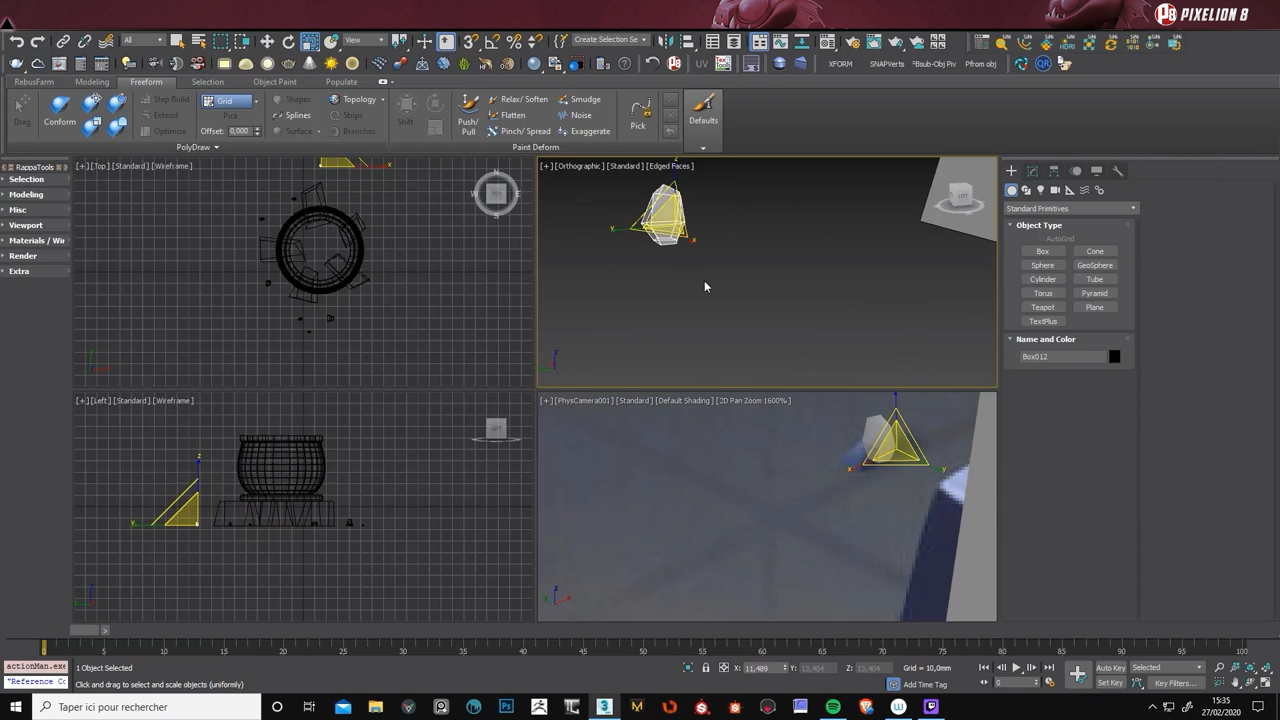 PIXELION 8
All
View
Create Selection Se
UV
XFORM
SNAPVerts
^Bsub-Obj Piv
Pfrom obj
RebusFarm
Modeling
Freeform
Selection
Object Paint
Populate
Drag
Conform
Step Build
Extend
Optimize
Grid
Pick
Offset: 0,000
Shapes
Splines
Surface
Topology
Strips
Branches
Shift
Push/
Pull
Relax/ Soften
Flatten
Pinch/ Spread
Smudge
Noise
Exaggerate
Pick
Defaults
PolyDraw
Paint Deform
RappaTools
Selection
Modeling
Misc
Viewport
Materials / Wir
Render
Extra
[+] [Top] [Standard] [Wireframe]
[+] [Orthographic] [Standard] [Edged Faces]
[+] [Left] [Standard] [Wireframe]
[+] [PhysCamera001] [Standard] [Default Shading] [2D Pan Zoom 1600%]
Standard Primitives
Object Type
AutoGrid
Box
Cone
Sphere
GeoSphere
Cylinder
Tube
Torus
Pyramid
Teapot
Plane
TextPlus
Name and Color
Box012
5 10 15 20 25 30 35 40 45 50 55 60 65 70 75 80 85 90 95 100
actionMan.exe
"Reference Co
1 Object Selected
Click and drag to select and scale objects (uniformly)
X: 11,489
Y: 13,404
Z: 13,404
Grid = 10,0mm
Add Time Tag
0
Auto Key
Selected
Set Key
Key Filters...
Taper ici pour rechercher
15:35
27/02/2020